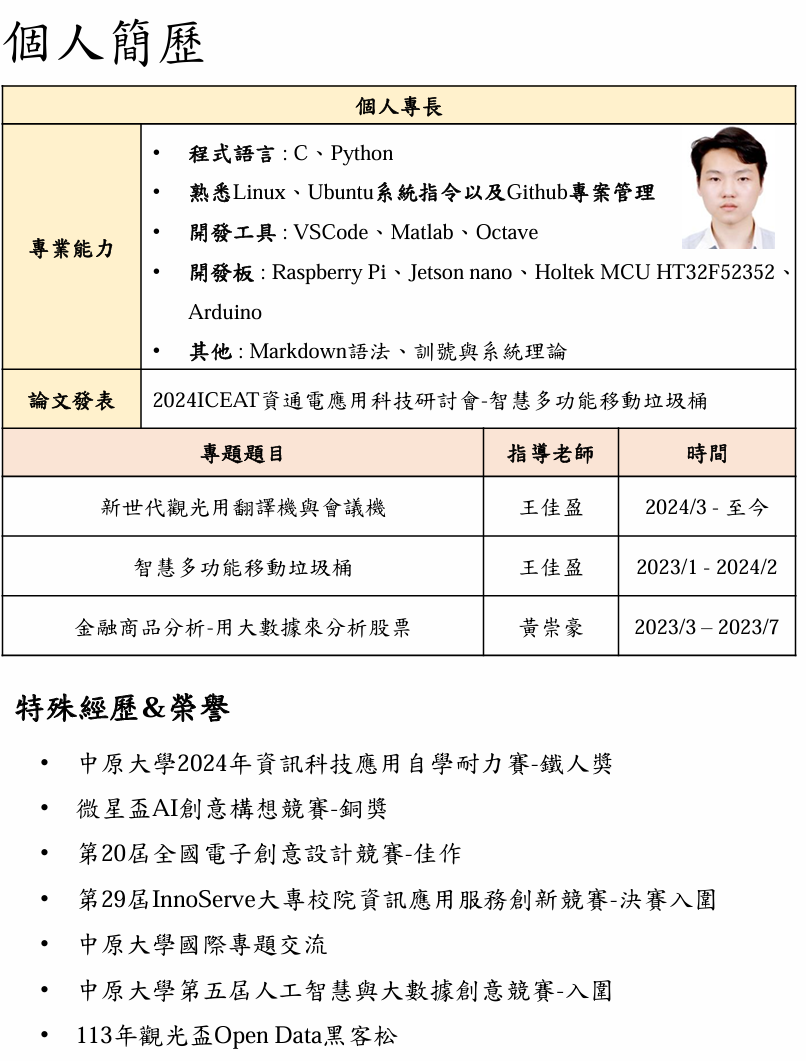 個人簡歷
個人專長
專業能力
• 程式語言 : C、Python
• 熟悉Linux、Ubuntu系統指令以及Github專案管理
• 開發工具 : VSCode、Matlab、Octave
• 開發板 : Raspberry Pi、Jetson nano、Holtek MCU HT32F52352、
Arduino
• 其他 : Markdown語法、訓號與系統理論
論文發表 2024ICEAT資通電應用科技研討會-智慧多功能移動垃圾桶
專題題目 指導老師 時間
新世代觀光用翻譯機與會議機 王佳盈 2024/3 - 至今
智慧多功能移動垃圾桶 王佳盈 2023/1 - 2024/2
金融商品分析-用大數據來分析股票 黃崇豪 2023/3 – 2023/7
特殊經歷&榮譽
• 中原大學2024年資訊科技應用自學耐力賽-鐵人獎
• 微星盃AI創意構想競賽-銅獎
• 第20屆全國電子創意設計競賽-佳作
• 第29屆InnoServe大專校院資訊應用服務創新競賽-決賽入圍
• 中原大學國際專題交流
• 中原大學第五屆人工智慧與大數據創意競賽-入圍
• 113年觀光盃Open Data黑客松